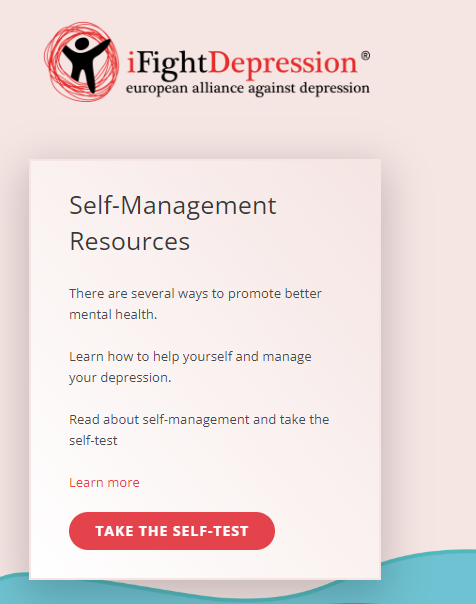 iFightDepression®
european alliance against depression
Self-Management
Resources
There are several ways to promote better
mental health.
Learn how to help yourself and manage
your depression.
Read about self-management and take the
self-test
Learn more
TAKE THE SELF-TEST